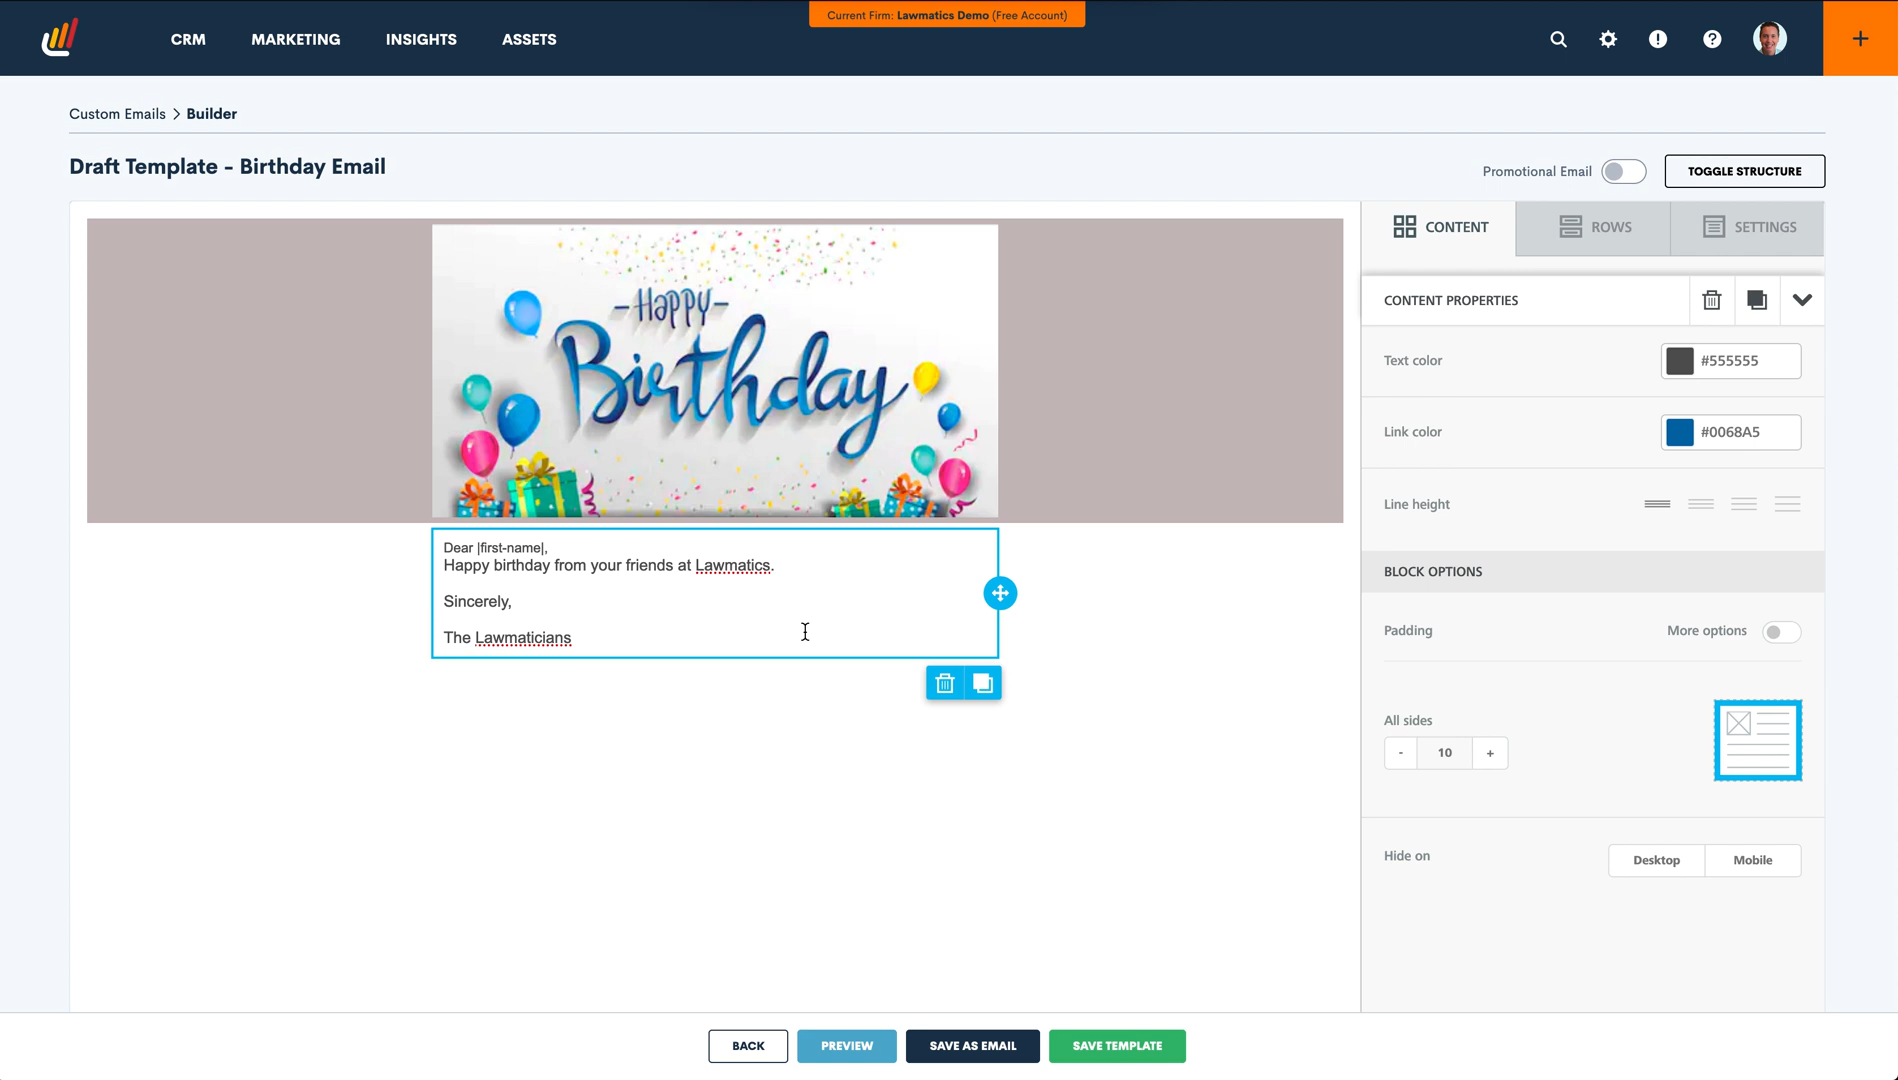 Current Firm: Lawmatics Demo (Free Account)
CRM
MARKETING
INSIGHTS
ASSETS
Custom Emails > Builder
Draft Template - Birthday Email
Promotional Email
TOGGLE STRUCTURE
CONTENT
ROWS
SETTINGS
-Happy-
Birthday
CONTENT PROPERTIES
Text color
#555555
Link color
#0068A5
Line height
Dear |first-name|,
Happy birthday from your friends at Lawmatics.
Sincerely,
The Lawmaticians
BLOCK OPTIONS
Padding
More options
All sides
- 10 +
Hide on
Desktop
Mobile
BACK
PREVIEW
SAVE AS EMAIL
SAVE TEMPLATE